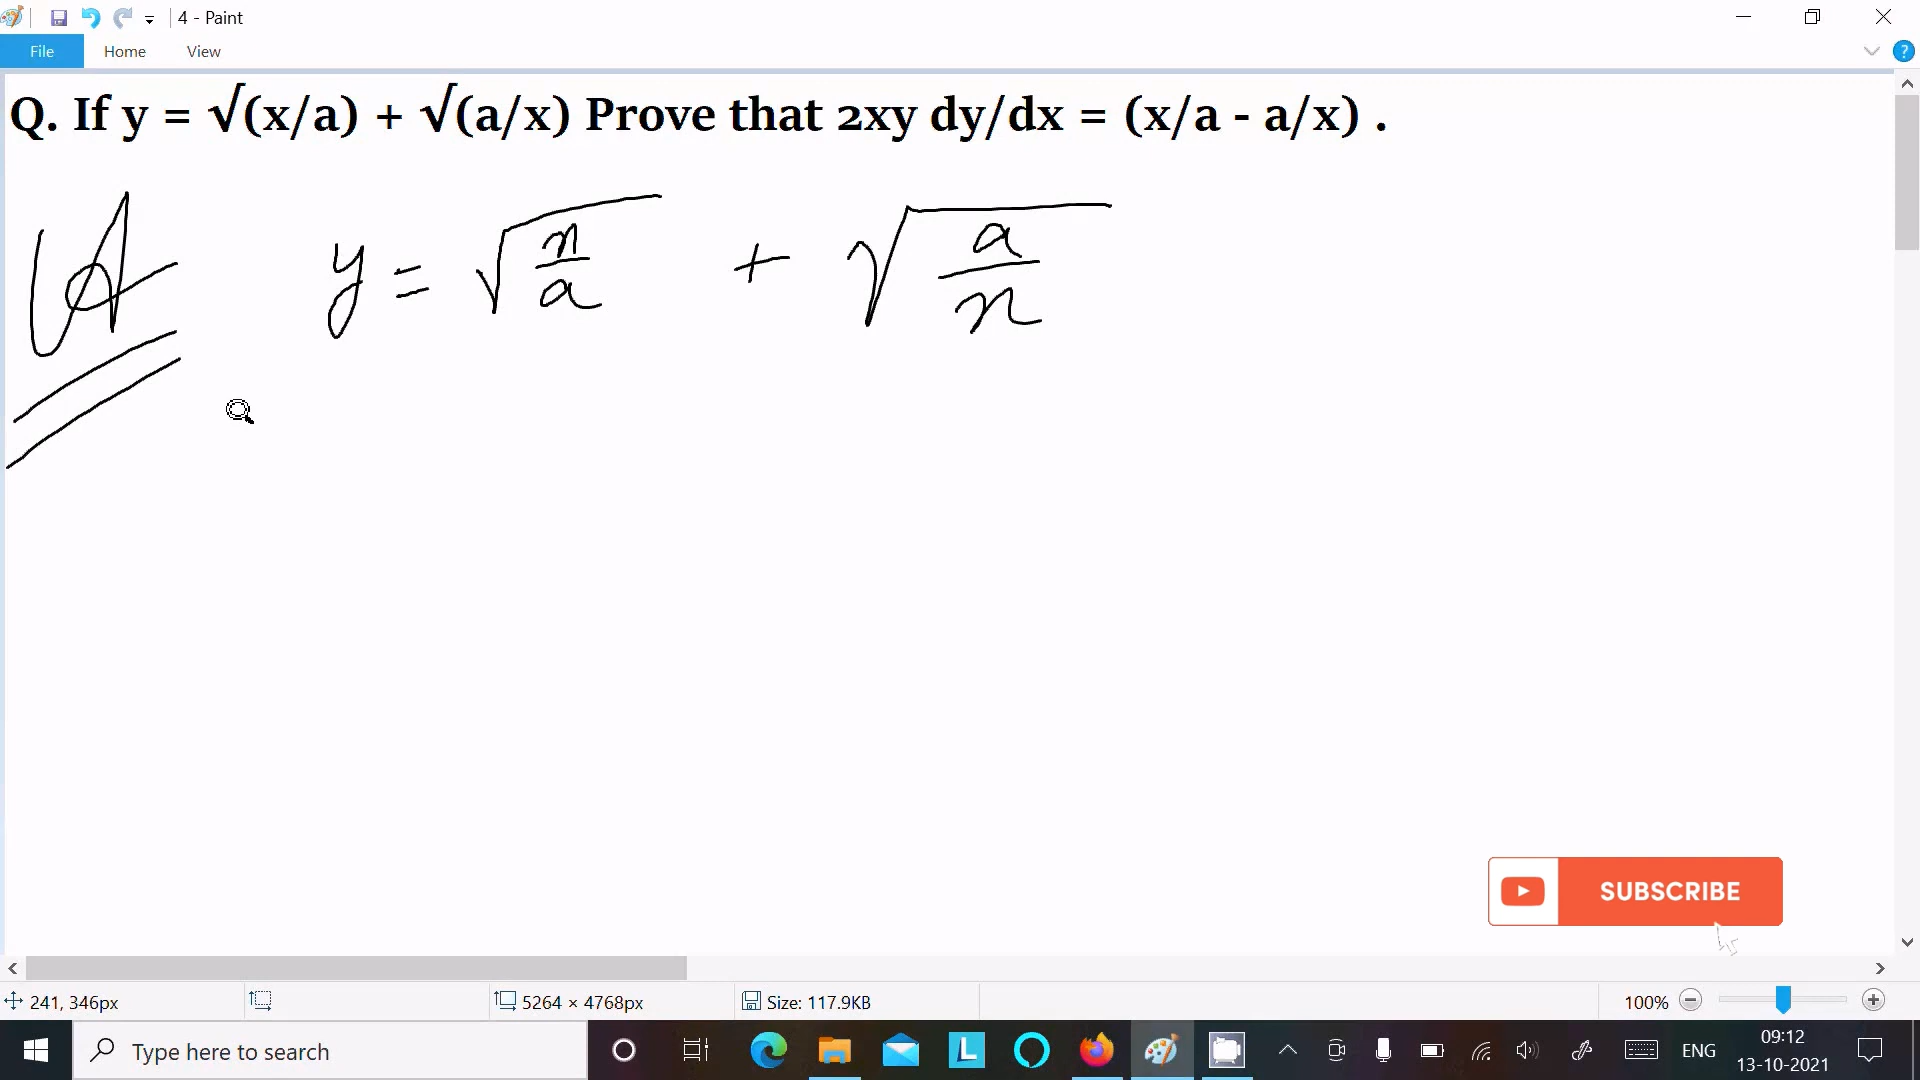 4 - Paint
File Home View
Q. If y = √(x/a) + √(a/x) Prove that 2xy dy/dx = (x/a - a/x) .
y = √(x/a) + √(a/x)
SUBSCRIBE
241, 346px 5264 × 4768px Size: 117.9KB 100%
Type here to search ENG 09:12
13-10-2021